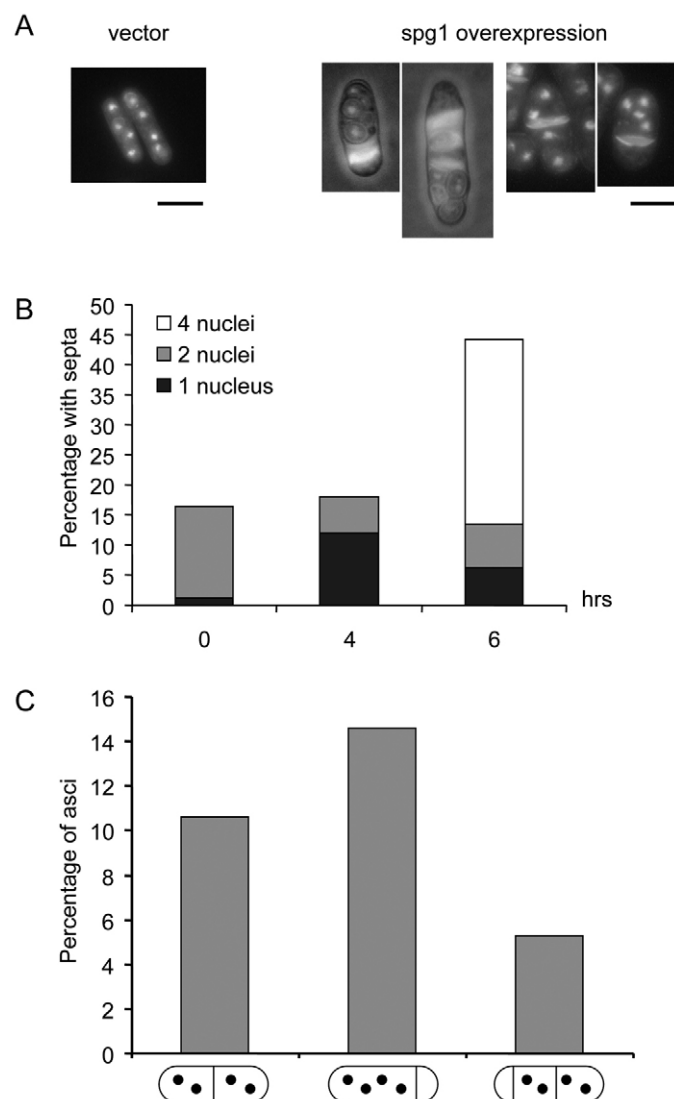 A
vector
spg1 overexpression
B
Percentage with septa
50
45
40
35
30
25
20
15
10
5
0
4 nuclei
2 nuclei
1 nucleus
0
4
6
hrs
C
Percentage of asci
16
14
12
10
8
6
4
2
0